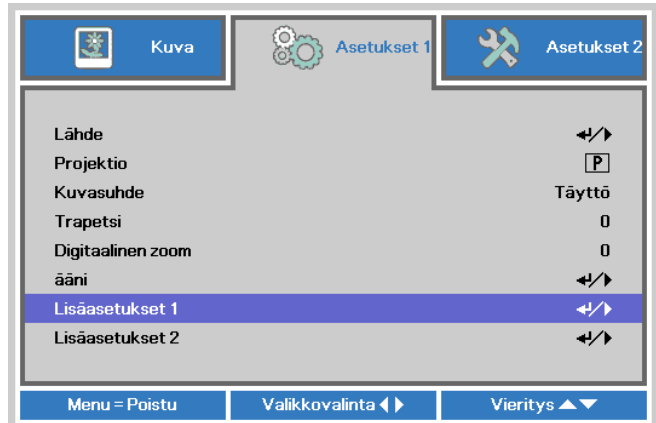 Kuva
Asetukset 1
Asetukset 2
Lähde
Projektio P
Kuvasuhde Täyttö
Trapetsi 0
Digitaalinen zoom 0
ääni
Lisäasetukset 1
Lisäasetukset 2
Menu = Poistu
Valikkovalinta
Vieritys